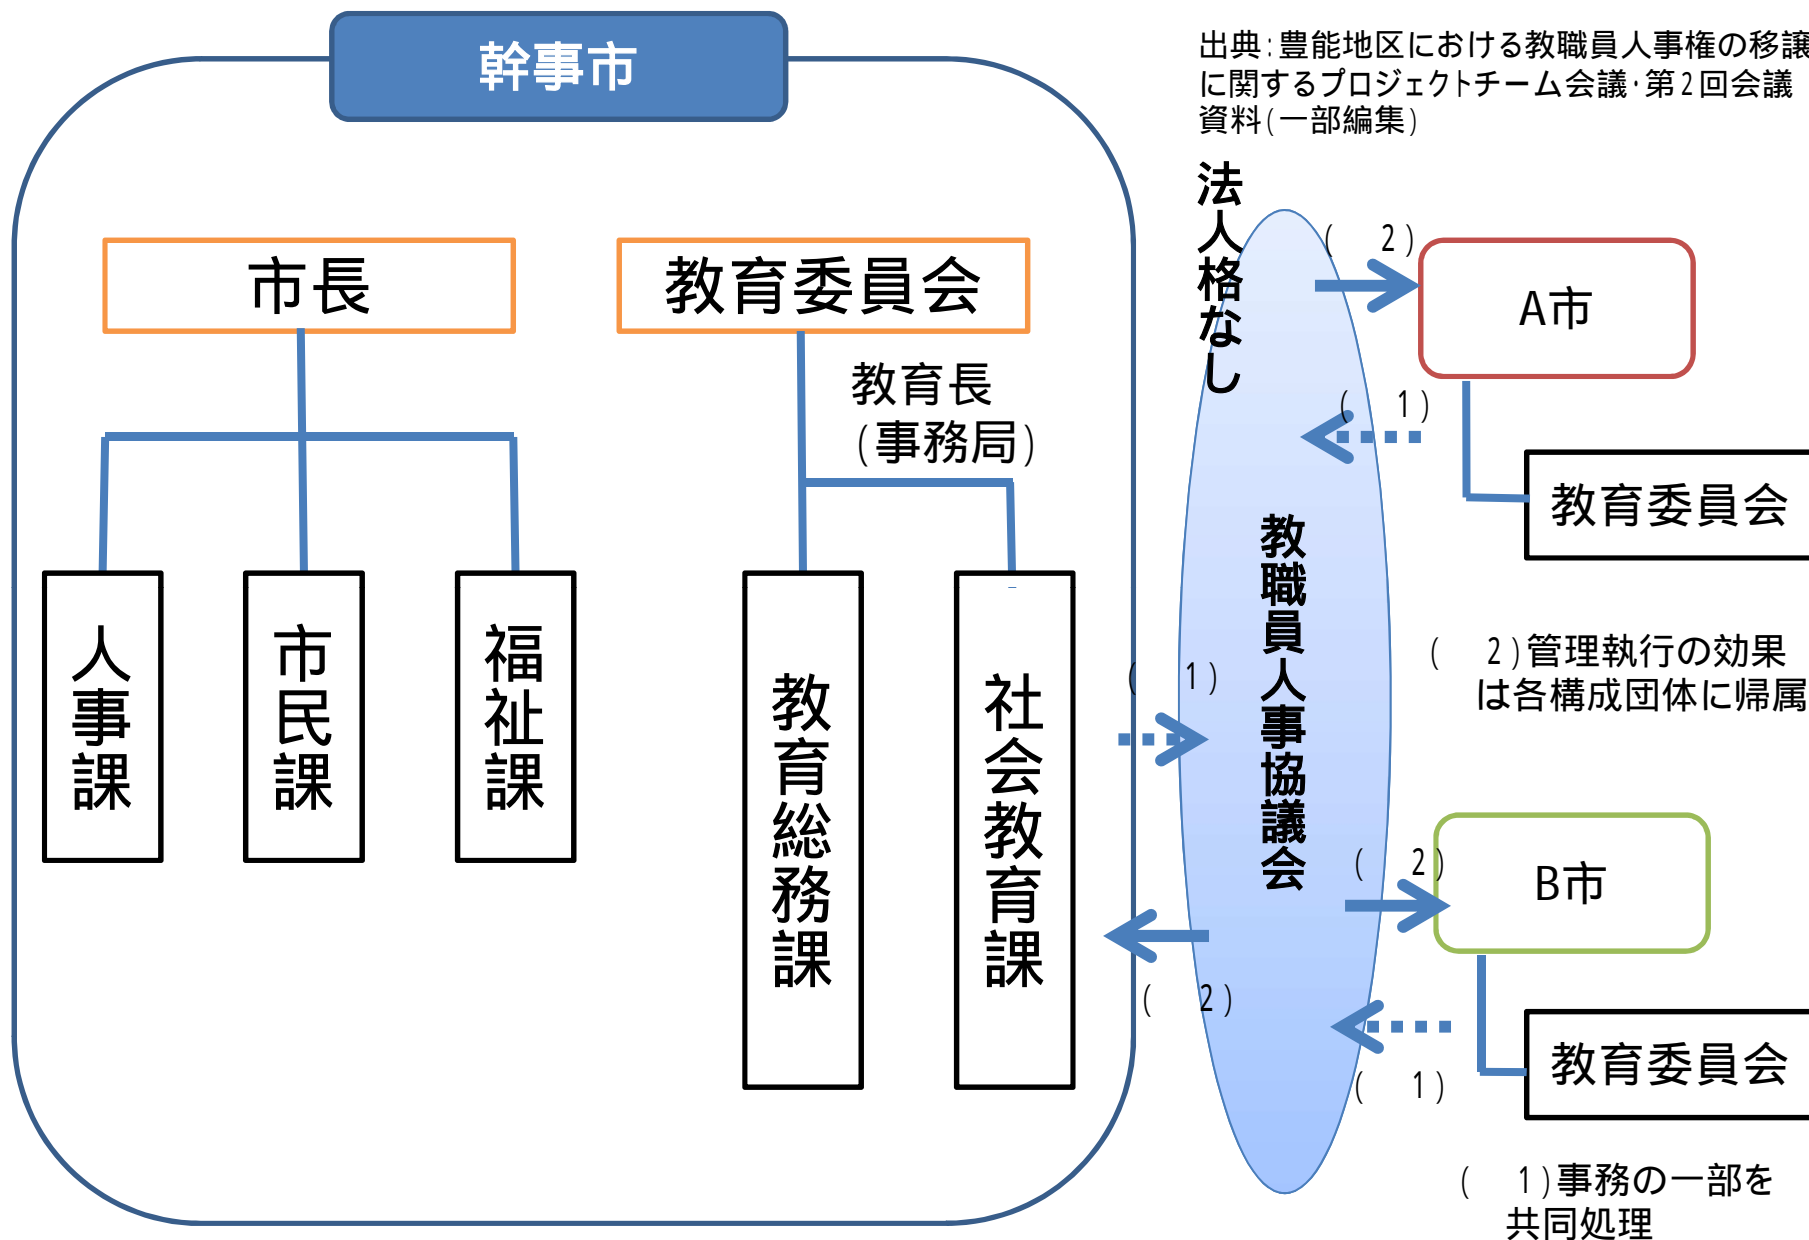 幹事市
出典:豊能地区における教職員人事権の移譲
に関するプロジェクトチーム会議・第2回会議
資料(一部編集)
市長
教育委員会
教育長
(事務局)
人事課
市民課
福祉課
教育総務課
社会教育課
法人格なし
教職員人事協議会
( 2)
A市
( 1)
教育委員会
( 2)管理執行の効果
は各構成団体に帰属
( 1)
( 2)
B市
( 2)
( 1)
教育委員会
( 1)事務の一部を
共同処理